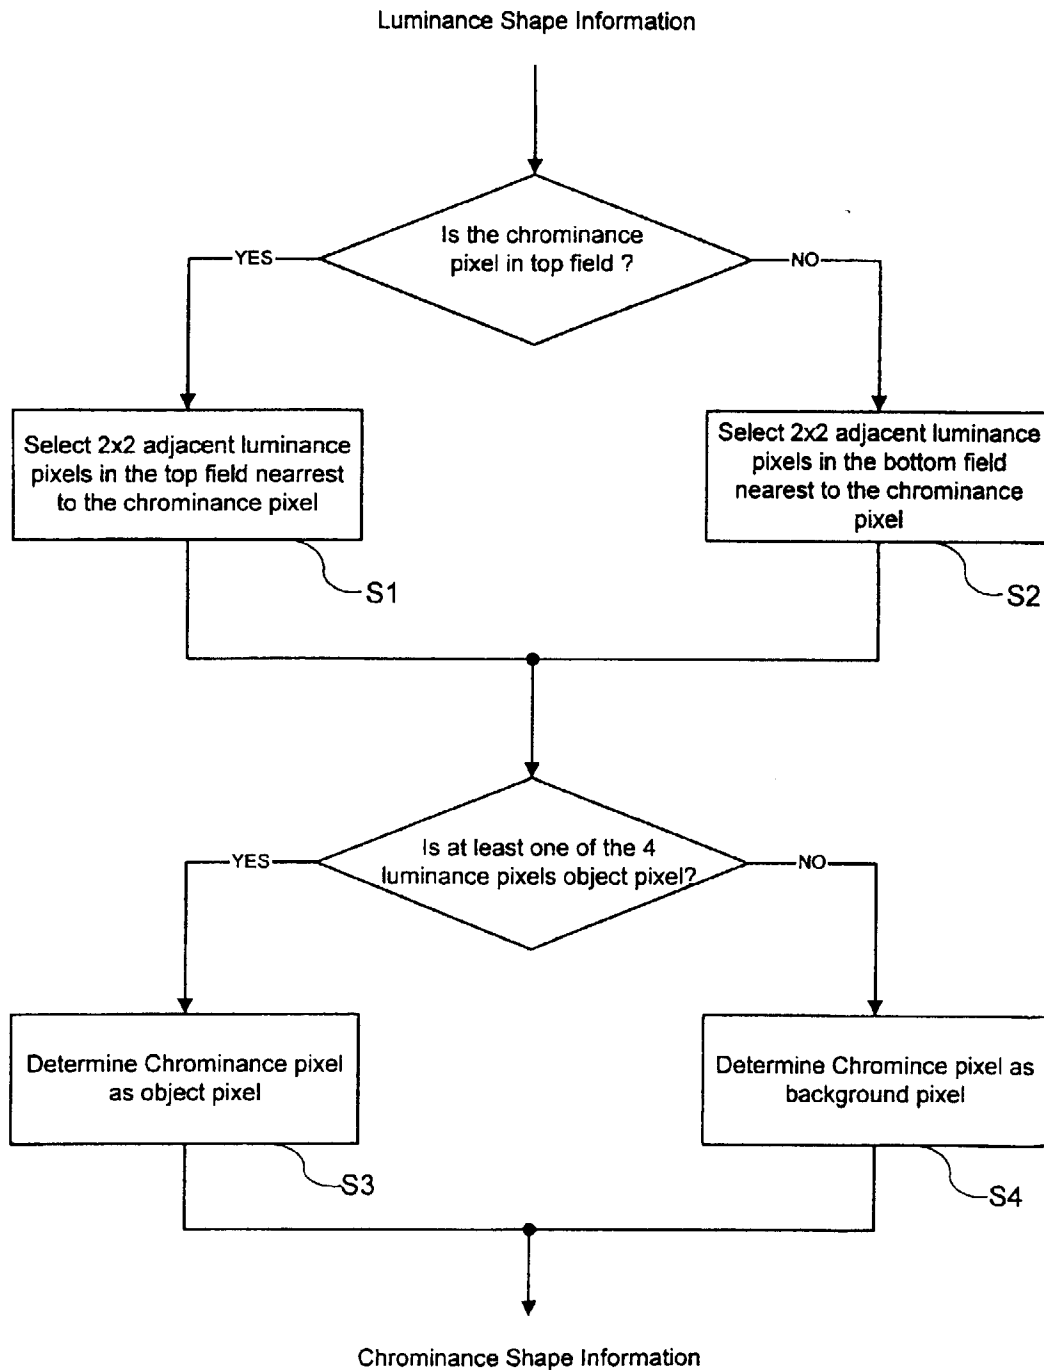 Luminance Shape Information
Is the chrominance
pixel in top field ?
YES
NO
Select 2x2 adjacent luminance
pixels in the top field nearrest
to the chrominance pixel
Select 2x2 adjacent luminance
pixels in the bottom field
nearest to the chrominance
pixel
S1
S2
Is at least one of the 4
luminance pixels object pixel?
YES
NO
Determine Chrominance pixel
as object pixel
Determine Chromince pixel as
background pixel
S3
S4
Chrominance Shape Information